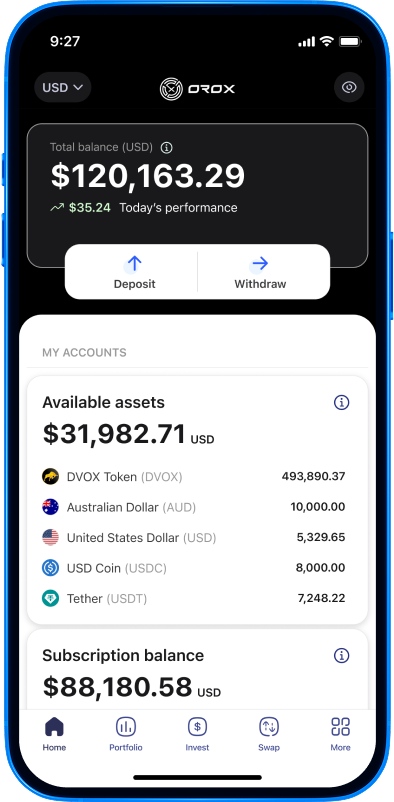 9:27
USD
OROX
Total balance (USD)
$120,163.29
$35.24 Today's performance
Deposit
Withdraw
MY ACCOUNTS
Available assets
$31,982.71 USD
DVOX Token (DVOX) 493,890.37
Australian Dollar (AUD) 10,000.00
United States Dollar (USD) 5,329.65
USD Coin (USDC) 8,000.00
Tether (USDT) 7,248.22
Subscription balance
$88,180.58 USD
Home
Portfolio
Invest
Swap
More